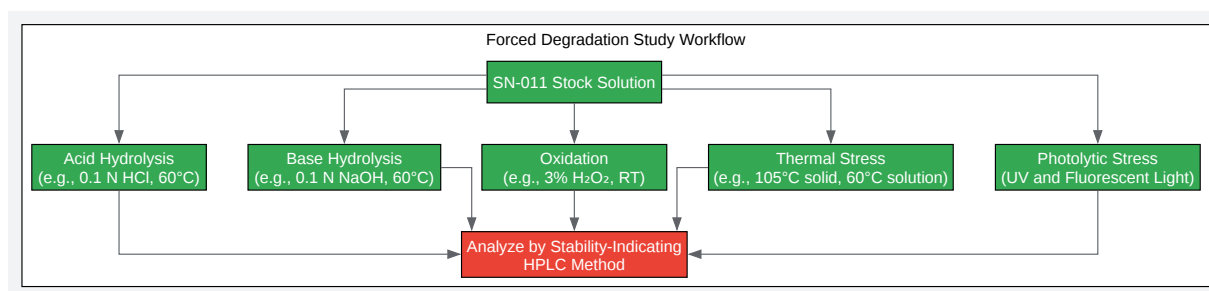 Forced Degradation Study Workflow
SN-011 Stock Solution
Acid Hydrolysis
(e.g., 0.1 N HCl, 60°C)
Base Hydrolysis
(e.g., 0.1 N NaOH, 60°C)
Oxidation
(e.g., 3% H₂O₂, RT)
Thermal Stress
(e.g., 105°C solid, 60°C solution)
Photolytic Stress
(UV and Fluorescent Light)
Analyze by Stability-Indicating
HPLC Method